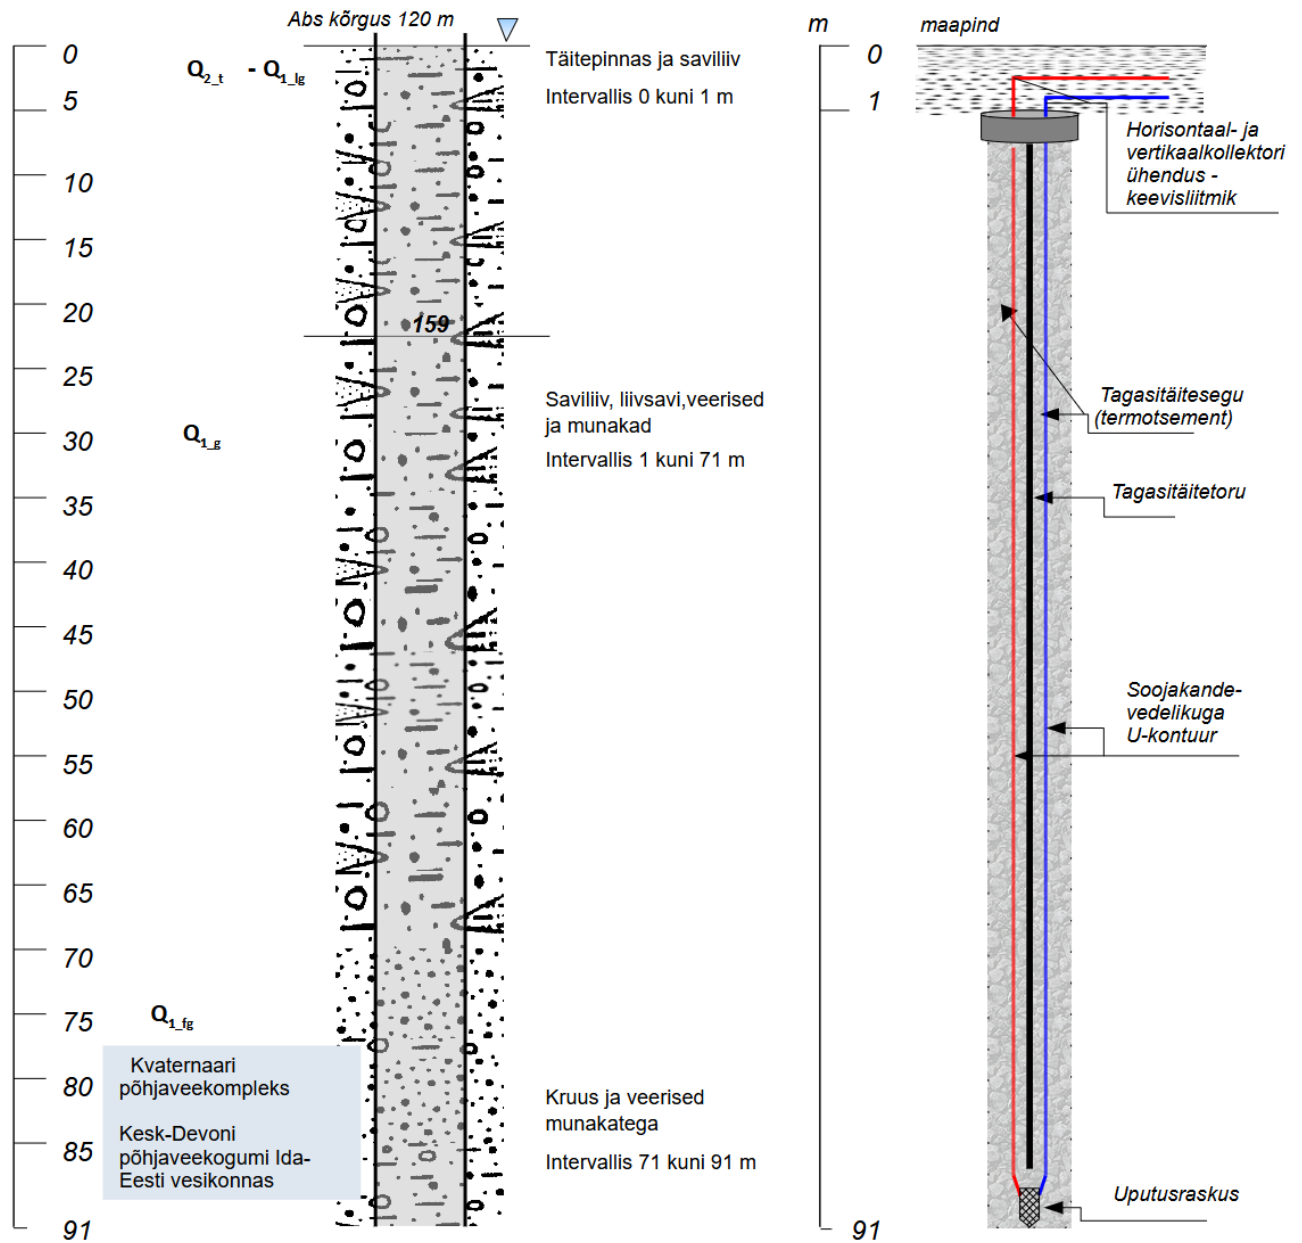 Abs kõrgus 120 m
m
maapind
0
5
10
15
20
25
30
35
40
45
50
55
60
65
70
75
80
85
91
Q2_t - Q1_lg
Q1_g
Q1_fg
159
Kvaternaari
põhjaveekompleks
Kesk-Devoni
põhjaveekogumi Ida-
Eesti vesikonnas
Täitepinnas ja saviliiv
Intervallis 0 kuni 1 m
Saviliiv, liivsavi,veerised
ja munakad
Intervallis 1 kuni 71 m
Kruus ja veerised
munakatega
Intervallis 71 kuni 91 m
0
1
91
Horisontaal- ja
vertikaalkollektori
ühendus -
keevisliitmik
Tagasitäitesegu
(termotsement)
Tagasitäitetoru
Soojakande-
vedelikuga
U-kontuur
Uputusraskus